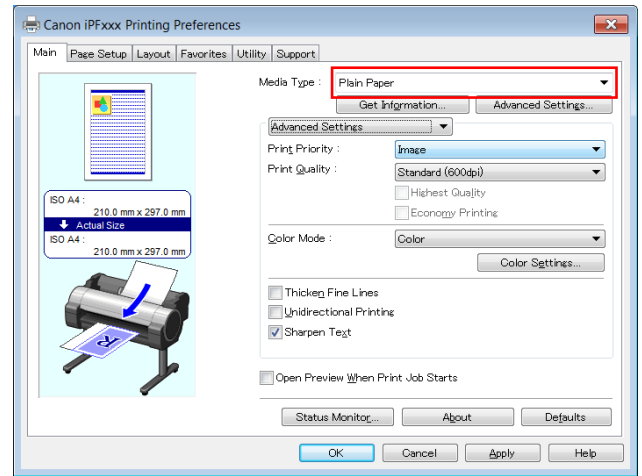 Canon iPFxxx Printing Preferences
Main Page Setup Layout Favorites Utility Support
Media Type : Plain Paper
Get Information... Advanced Settings...
Advanced Settings
Print Priority : Image
Print Quality : Standard (600dpi)
Highest Quality
Economy Printing
ISO A4 :
210.0 mm x 297.0 mm
Actual Size
ISO A4 :
210.0 mm x 297.0 mm
Color Mode : Color
Color Settings...
Thicken Fine Lines
Unidirectional Printing
Sharpen Text
R
Open Preview When Print Job Starts
Status Monitor... About Defaults
OK Cancel Apply Help